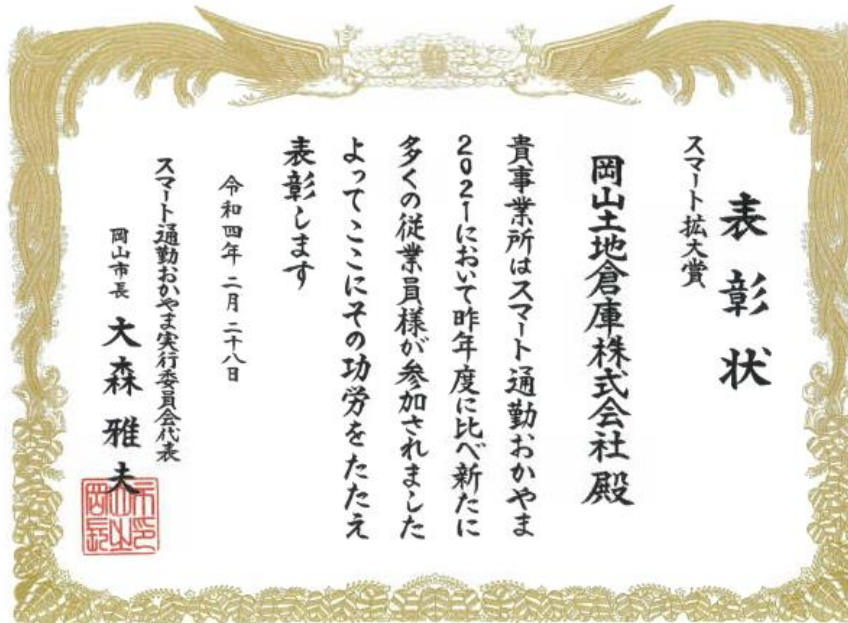 表彰状
スマート拡大賞
岡山土地倉庫株式会社 殿
貴事業所はスマート通勤おかやま
2021において昨年度に比べ新たに
多くの従業員様が参加されました
よってここにその功労をたたえ
表彰します
令和四年二月二十八日
スマート通勤おかやま実行委員会代表
岡山市長 大森雅夫
岡山市長之印